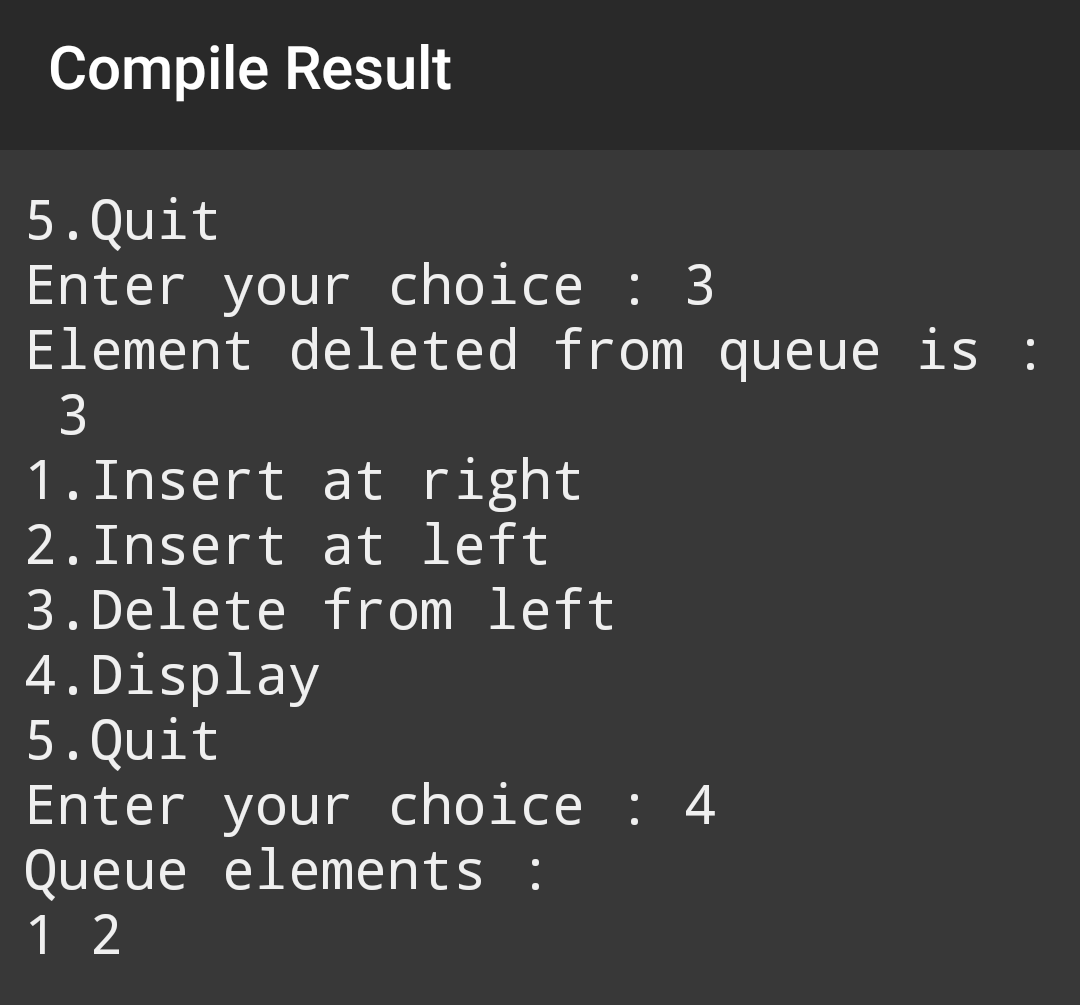 Compile Result
5.Quit
Enter your choice : 3
Element deleted from queue is :
 3
1.Insert at right
2.Insert at left
3.Delete from left
4.Display
5.Quit
Enter your choice : 4
Queue elements :
1 2